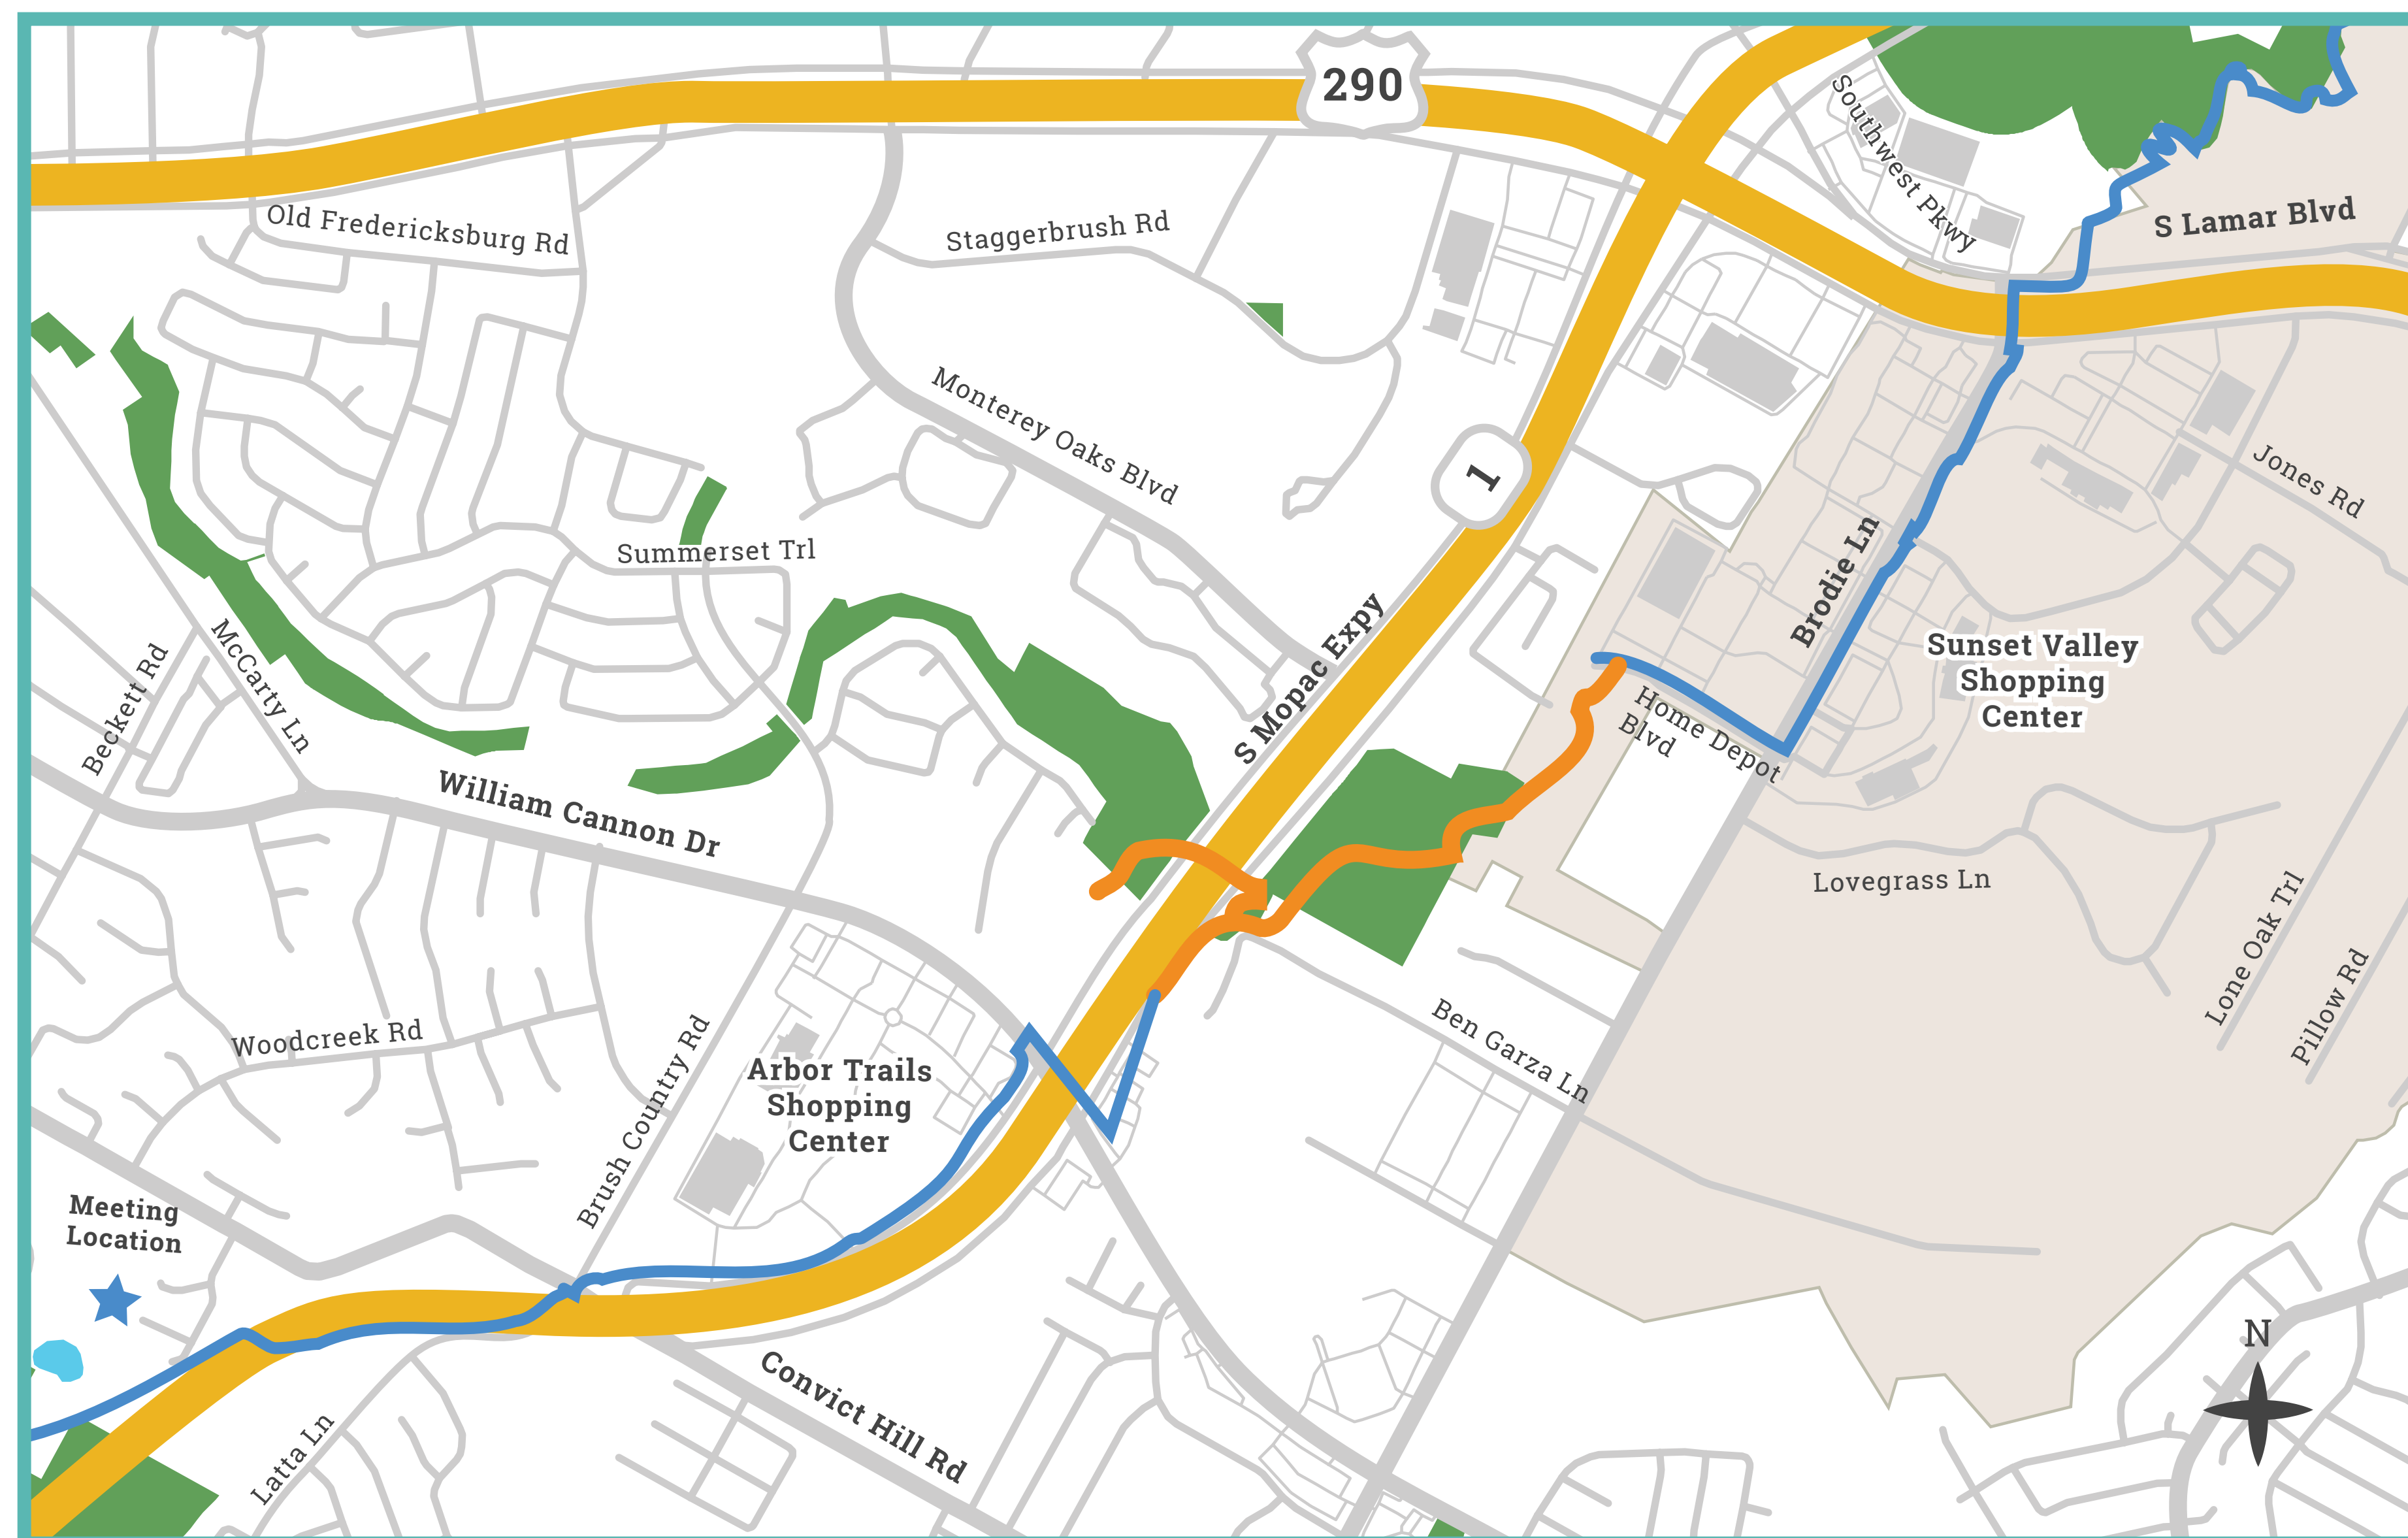 290
Southwest Pkwy
S Lamar Blvd
Old Fredericksburg Rd
Staggerbrush Rd
Monterey Oaks Blvd
1
Jones Rd
Summerset Trl
Brodie Ln
S Mopac Expy
Sunset Valley
Shopping
Center
Beckett Rd
McCarty Ln
Home Depot
Blvd
William Cannon Dr
Lovegrass Ln
Lone Oak Trl
Pillow Rd
Woodcreek Rd
Ben Garza Ln
Brush Country Rd
Arbor Trails
Shopping
Center
Meeting
Location
N
Convict Hill Rd
Latta Ln